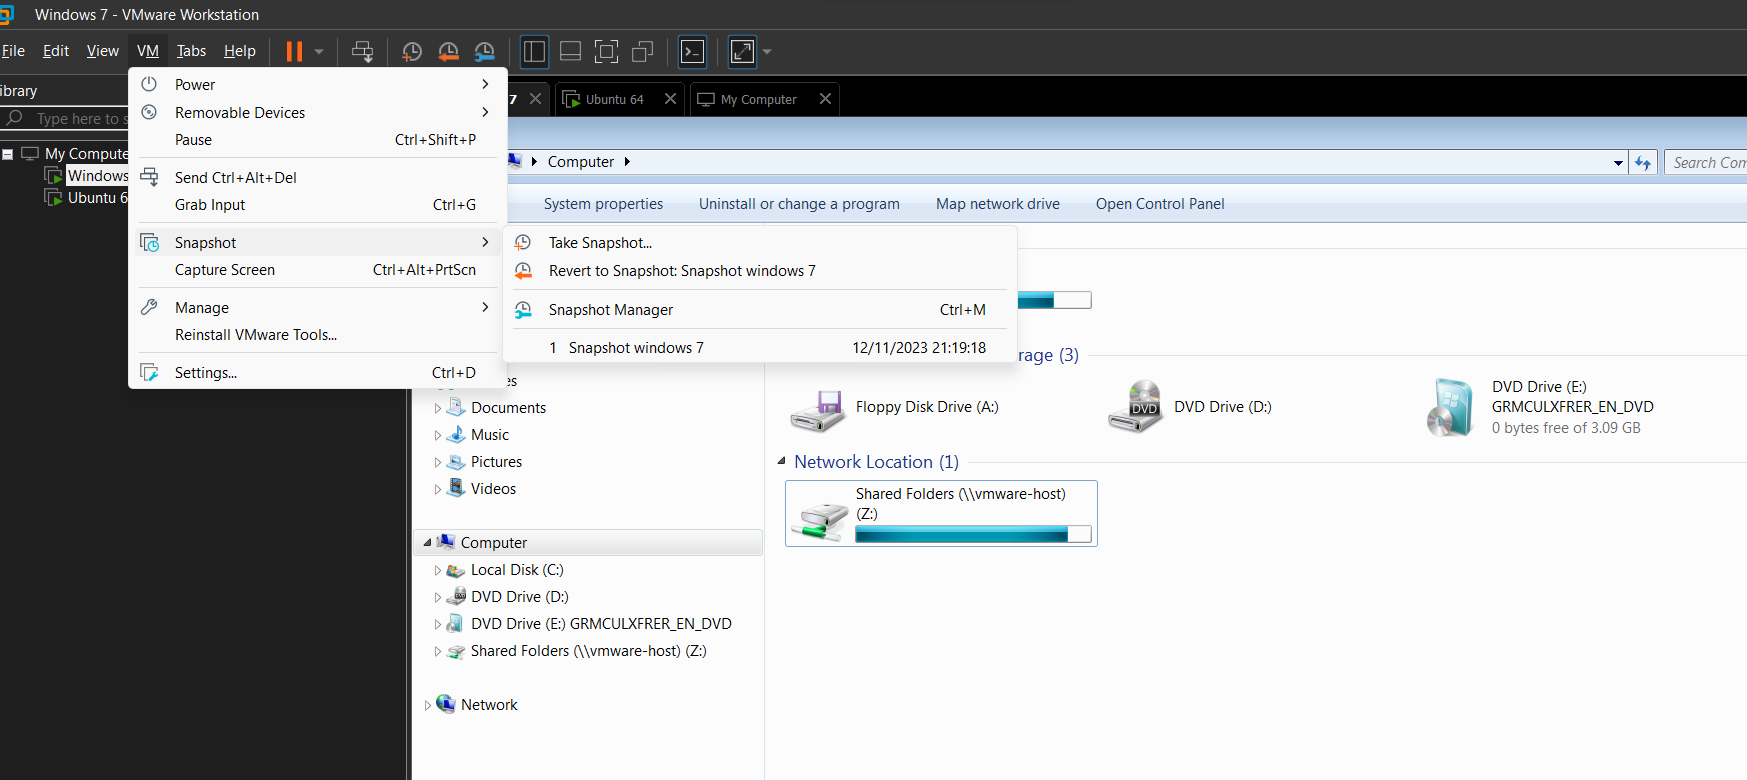 Windows 7 - VMware Workstation
File Edit View VM Tabs Help
ibrary
7 Ubuntu 64 My Computer
Type here to s
My Compute
Windows
Ubuntu 6
Power
Removable Devices
Pause Ctrl+Shift+P
Send Ctrl+Alt+Del
Grab Input Ctrl+G
Snapshot
Capture Screen Ctrl+Alt+PrtScn
Manage
Reinstall VMware Tools...
Settings... Ctrl+D
Take Snapshot...
Revert to Snapshot: Snapshot windows 7
Snapshot Manager Ctrl+M
1 Snapshot windows 7 12/11/2023 21:19:18
Computer
Search Com
System properties Uninstall or change a program Map network drive Open Control Panel
es
Documents
Music
Pictures
Videos
Computer
Local Disk (C:)
DVD Drive (D:)
DVD Drive (E:) GRMCULXFRER_EN_DVD
Shared Folders (\\vmware-host) (Z:)
Network
rage (3)
Floppy Disk Drive (A:)
DVD
DVD Drive (D:)
DVD Drive (E:)
GRMCULXFRER_EN_DVD
0 bytes free of 3.09 GB
Network Location (1)
Shared Folders (\\vmware-host)
(Z:)